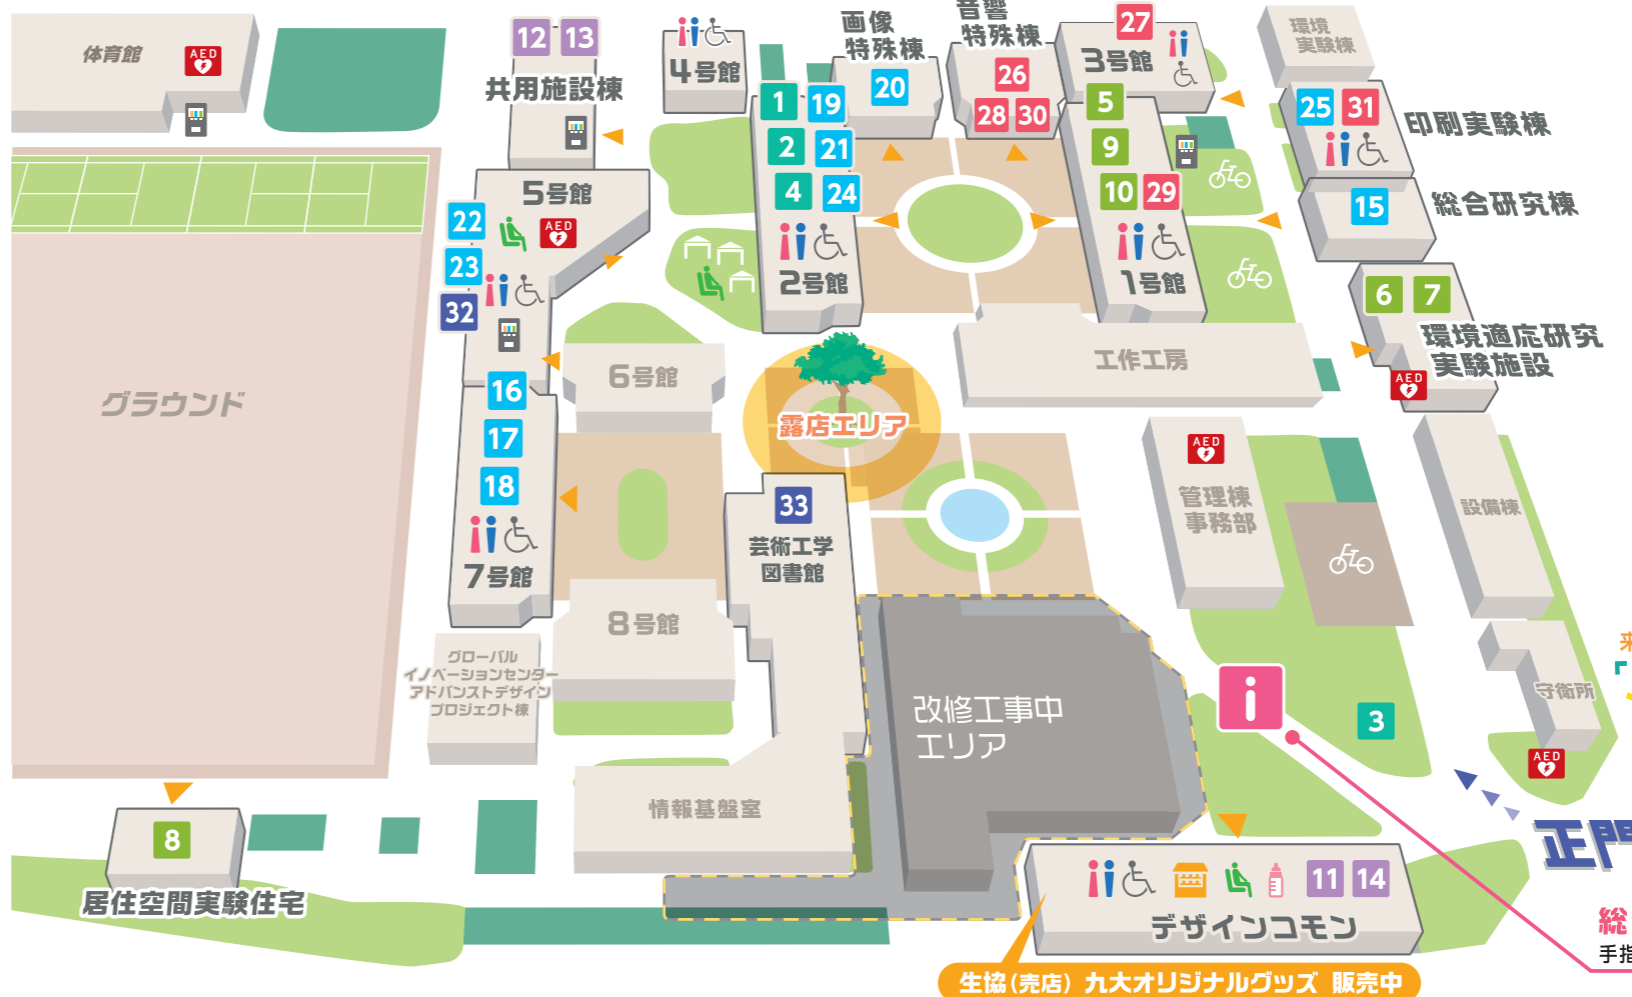 体育館
AED
12 13
共用施設棟
4号館
画像
特殊棟
20
音響
特殊棟
26
28 30
27
3号館
環境
実験棟
25 31
印刷実験棟
15
総合研究棟
6 7
環境適応研究
実験施設
AED
1 19
2 21
4 24
2号館
5
9
10 29
1号館
5号館
22
AED
23
32
16
17
18
7号館
グラウンド
6号館
露店エリア
工作工房
AED
管理棟
事務部
設備棟
33
芸術工学
図書館
8号館
グローバル
イノベーションセンター
アドバンストデザイン
プロジェクト棟
改修工事中
エリア
i
3
守衛所
AED
来
「
情報基盤室
8
居住空間実験住宅
正門
11 14
デザインコモン
生協(売店) 九大オリジナルグッズ 販売中
総
手指